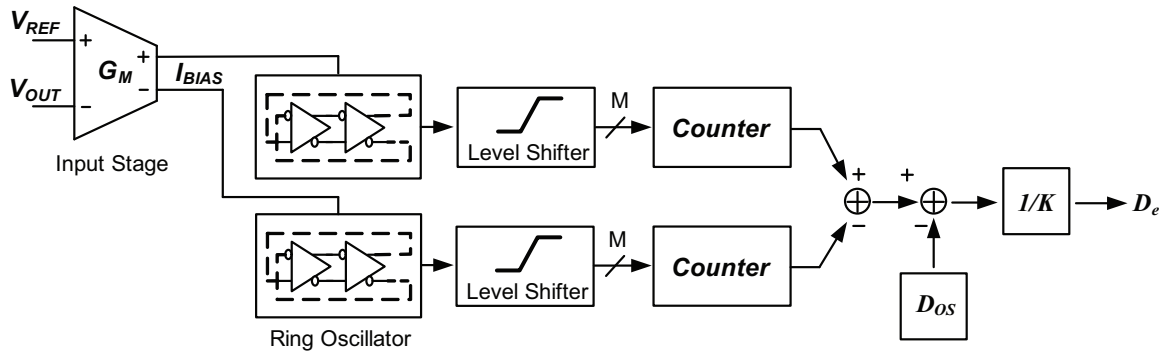 V_REF
+
V_OUT
−
G_M
+
−
I_BIAS
Input Stage
Level Shifter
M
Counter
+
+
−
−
1/K
D_e
D_OS
Level Shifter
M
Counter
Ring Oscillator